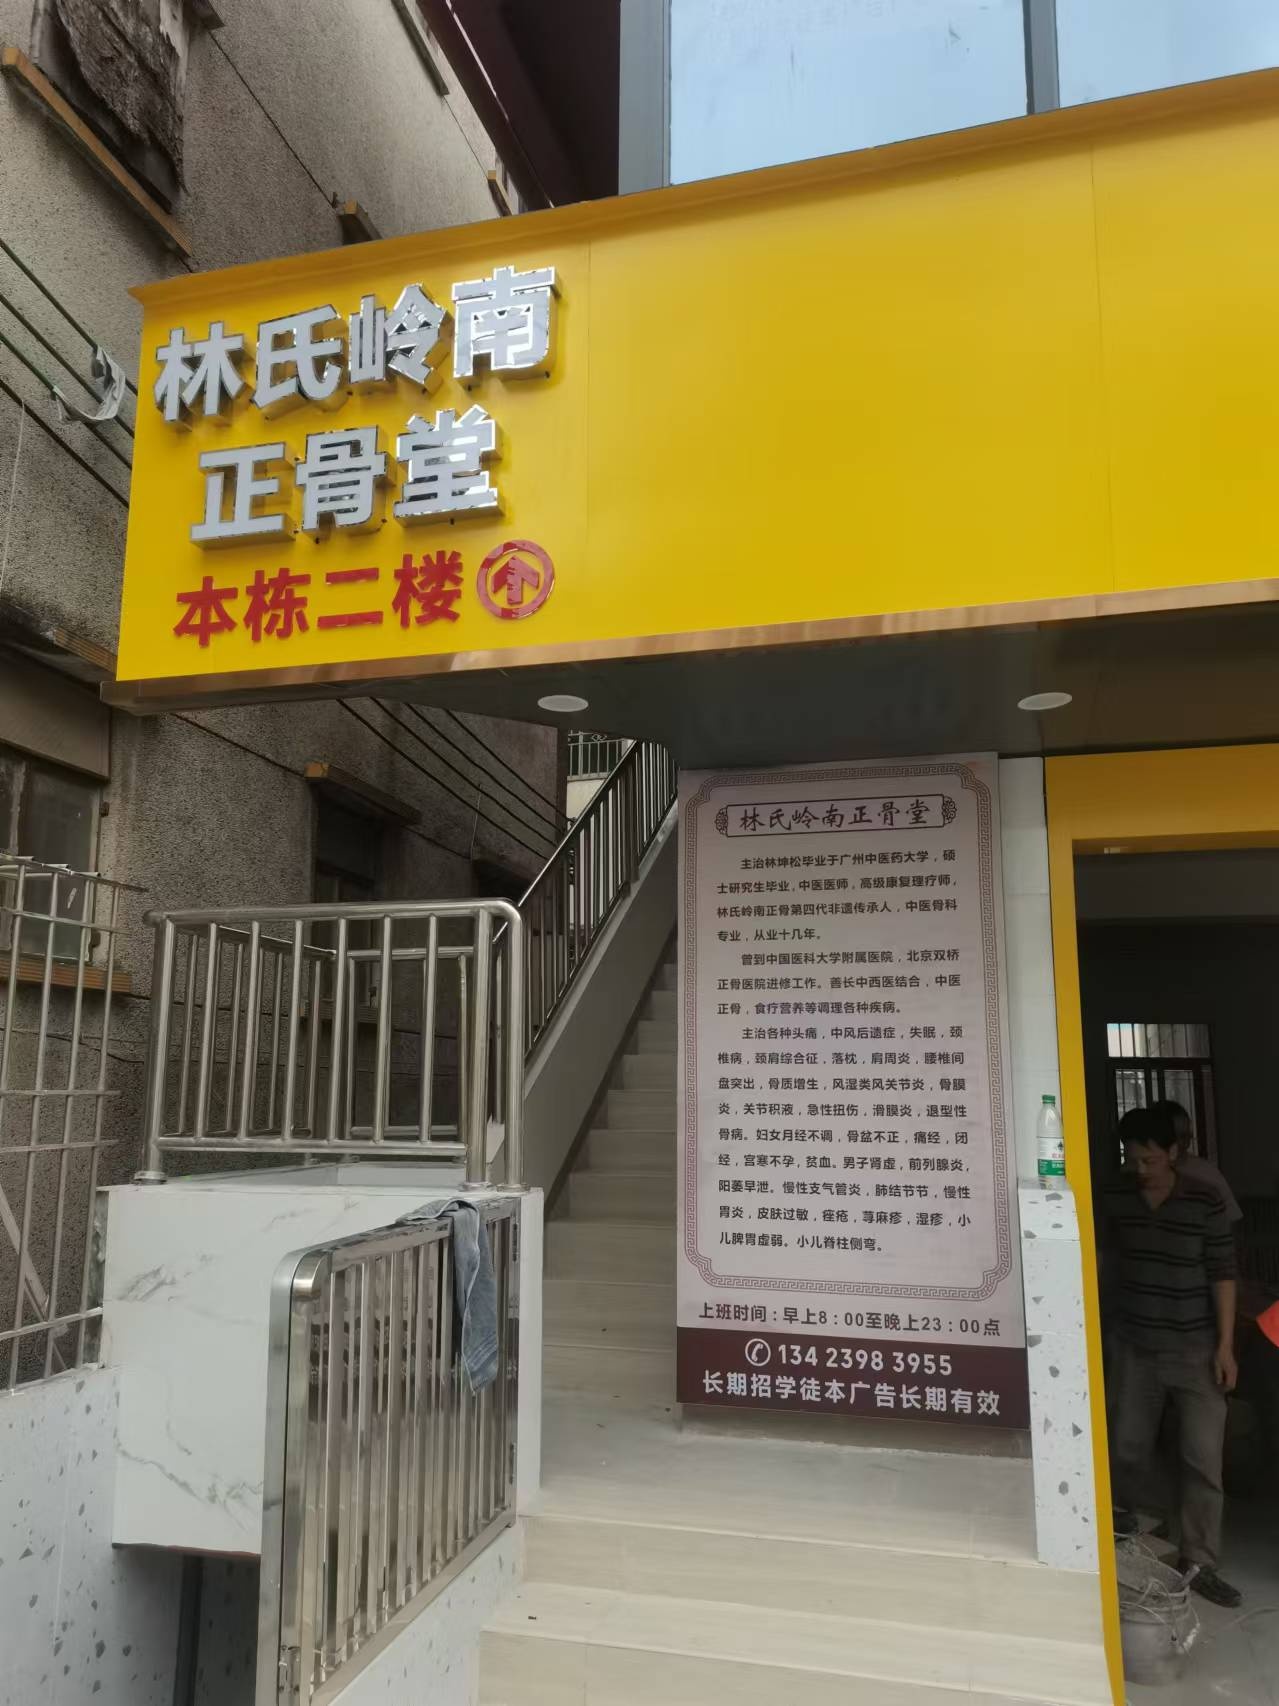 林氏岭南
正骨堂
本栋二楼
林氏岭南正骨堂
主治林坤松毕业于广州中医药大学，硕
士研究生毕业，中医医师，高级康复理疗师，
林氏岭南正骨第四代非遗传承人，中医骨科
专业，从业十几年。
曾到中国医科大学附属医院，北京双桥
正骨医院进修工作。善长中西医结合，中医
正骨，食疗营养等调理各种疾病。
主治各种头痛，中风后遗症，失眠，颈
椎病，颈肩综合征，落枕，肩周炎，腰椎间
盘突出，骨质增生，风湿类风关节炎，骨膜
炎，关节积液，急性扭伤，滑膜炎，退型性
骨病。妇女月经不调，骨盆不正，痛经，闭
经，宫寒不孕，贫血。男子肾虚，前列腺炎，
阳萎早泄。慢性支气管炎，肺结节节，慢性
胃炎，皮肤过敏，痤疮，荨麻疹，湿疹，小
儿脾胃虚弱。小儿脊柱侧弯。
上班时间：早上8：00至晚上23：00点
134 2398 3955
长期招学徒本广告长期有效